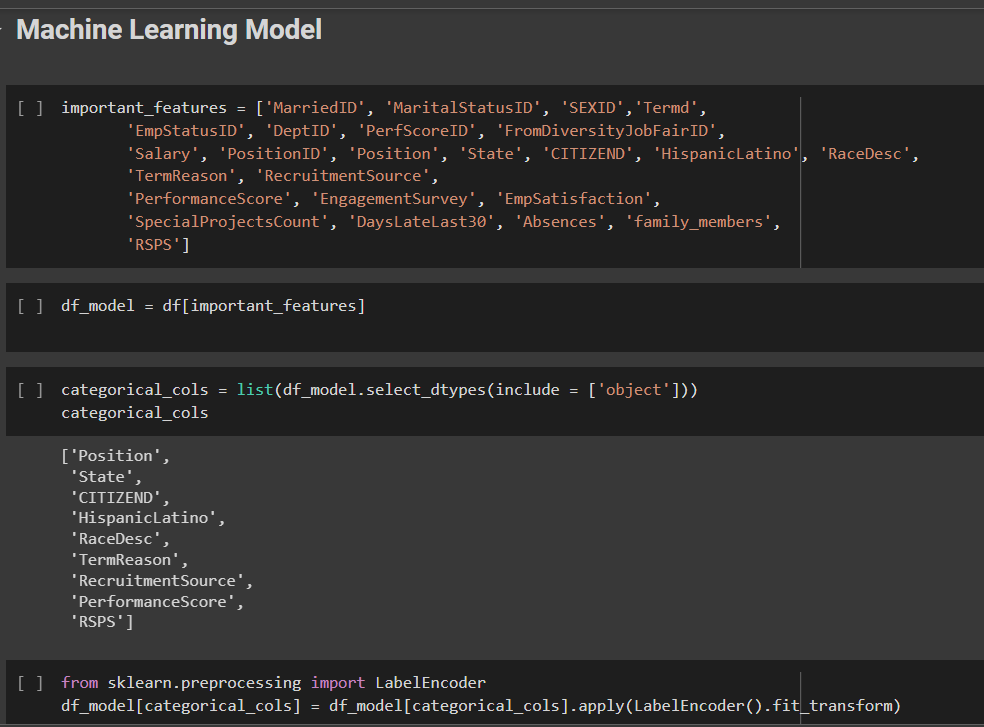 Machine Learning Model
[ ] important_features = ['MarriedID', 'MaritalStatusID', 'SEXID','Termd',
'EmpStatusID', 'DeptID', 'PerfScoreID', 'FromDiversityJobFairID',
'Salary', 'PositionID', 'Position', 'State', 'CITIZEND', 'HispanicLatino', 'RaceDesc',
'TermReason', 'RecruitmentSource',
'PerformanceScore', 'EngagementSurvey', 'EmpSatisfaction',
'SpecialProjectsCount', 'DaysLateLast30', 'Absences', 'family_members',
'RSPS']
[ ] df_model = df[important_features]
[ ] categorical_cols = list(df_model.select_dtypes(include = ['object']))
categorical_cols
['Position',
'State',
'CITIZEND',
'HispanicLatino',
'RaceDesc',
'TermReason',
'RecruitmentSource',
'PerformanceScore',
'RSPS']
[ ] from sklearn.preprocessing import LabelEncoder
df_model[categorical_cols] = df_model[categorical_cols].apply(LabelEncoder().fit_transform)